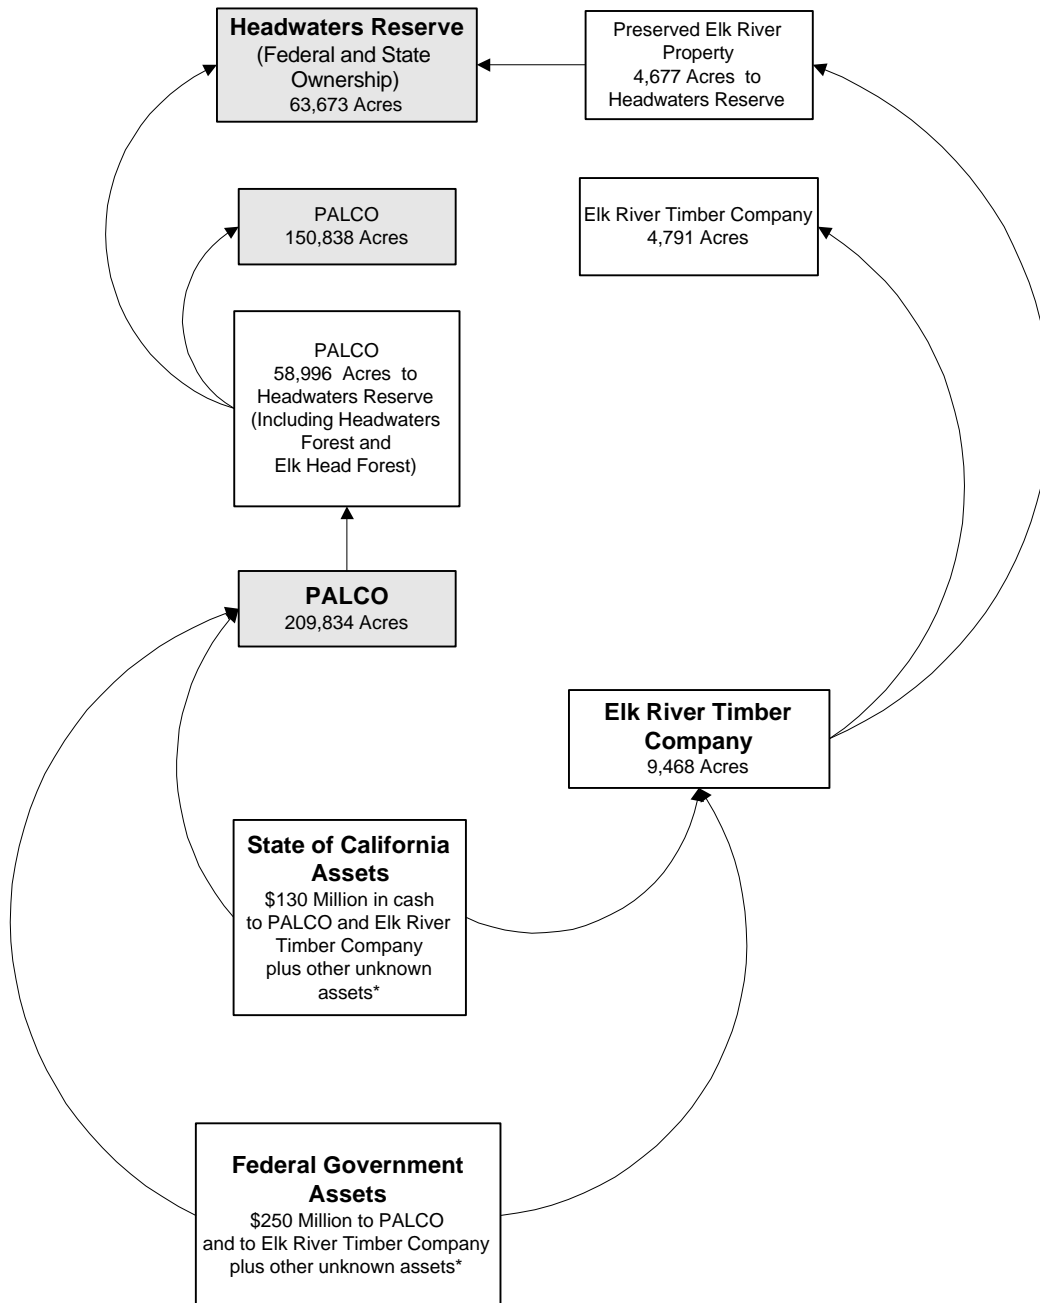 Headwaters Reserve
(Federal and State
Ownership)
63,673 Acres
Preserved Elk River
Property
4,677 Acres to
Headwaters Reserve
PALCO
150,838 Acres
Elk River Timber Company
4,791 Acres
PALCO
58,996 Acres to
Headwaters Reserve
(Including Headwaters
Forest and
Elk Head Forest)
PALCO
209,834 Acres
Elk River Timber
Company
9,468 Acres
State of California
Assets
$130 Million in cash
to PALCO and Elk River
Timber Company
plus other unknown
assets*
Federal Government
Assets
$250 Million to PALCO
and to Elk River Timber Company
plus other unknown assets*